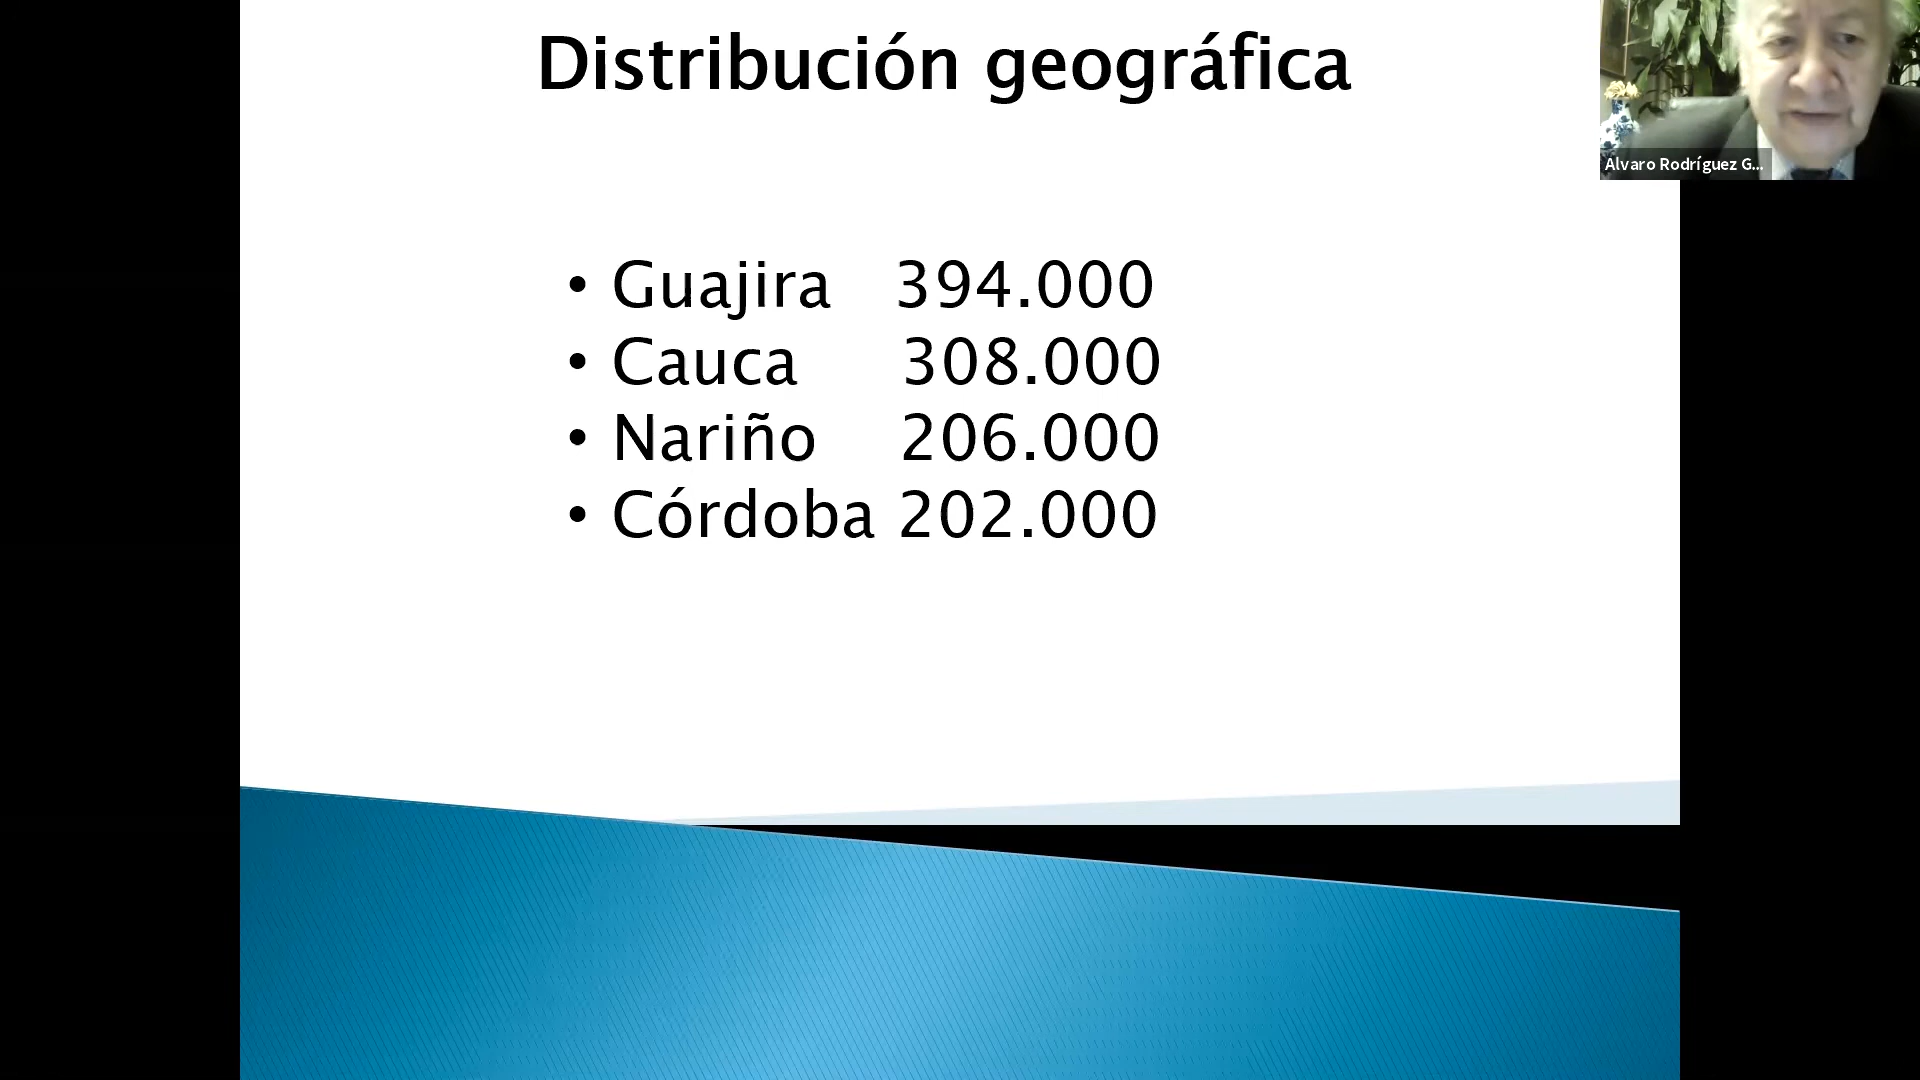 Distribución geográfica
Alvaro Rodríguez G...
• Guajira 394.000
• Cauca 308.000
• Nariño 206.000
• Córdoba 202.000